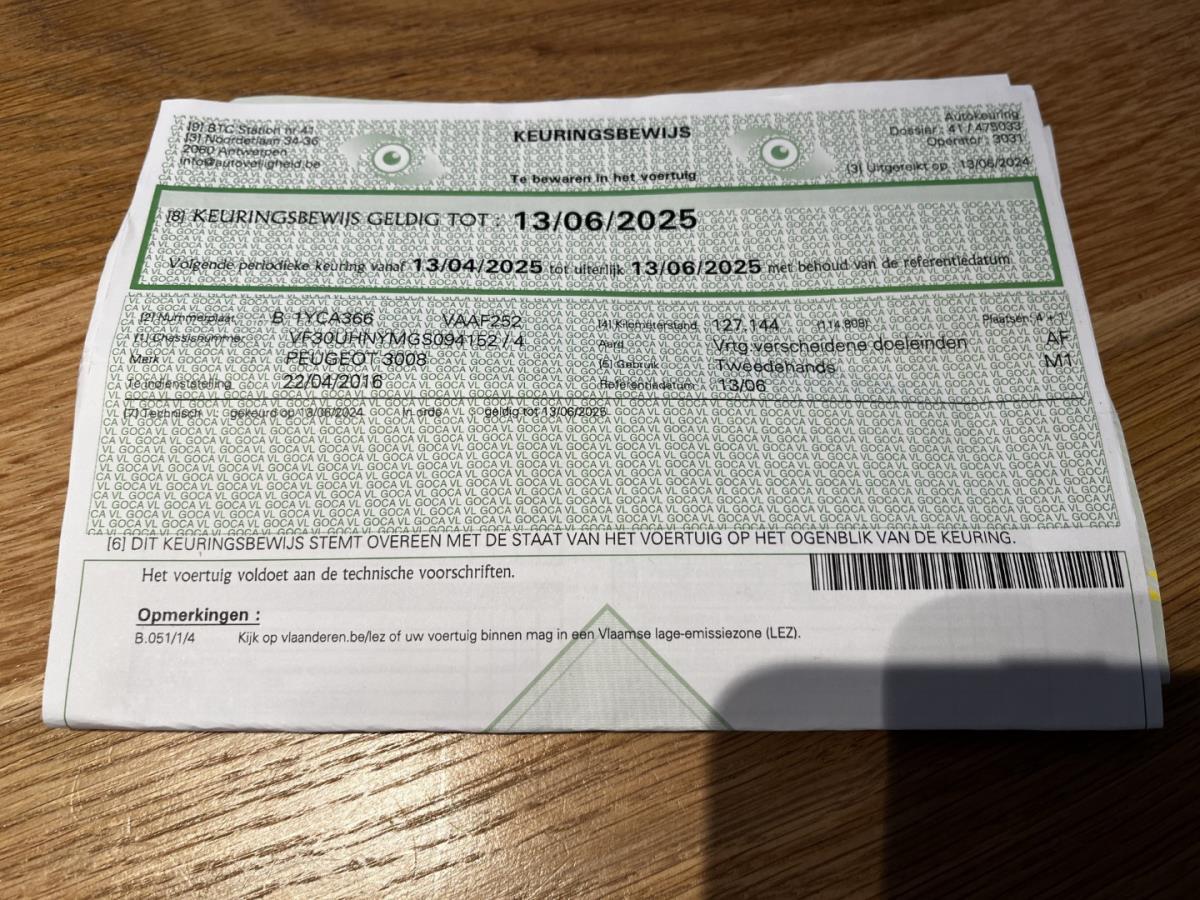 [9] BTC Station nr 41
[3] Noorderlaan 34-36
2060 Antwerpen
info@autoveiligheid.be
KEURINGSBEWIJS
Te bewaren in het voertuig
Autokeuring
Dossier : 41 / 475033
Operator : 3031
[3] Uitgereikt op 13/06/2024
[8] KEURINGSBEWIJS GELDIG TOT : 13/06/2025
Volgende periodieke keuring vanaf 13/04/2025 tot uiterlijk 13/06/2025 met behoud van de referentiedatum
[2] Nummerplaat B 1YCA366 VAAF252 [4] Kilometerstand 127.144 (114.808) Plaatsen: 4 + 1
[1] Chassisnummer VF30UHNYMGS094152 / 4 Aard Vrtg verscheidene doeleinden AF
Merk PEUGEOT 3008 [5] Gebruik Tweedehands M1
Te indienststelling 22/04/2016 Referentiedatum 13/06
[7] Technisch gekeurd op 13/06/2024 In orde geldig tot 13/06/2025
[6] DIT KEURINGSBEWIJS STEMT OVEREEN MET DE STAAT VAN HET VOERTUIG OP HET OGENBLIK VAN DE KEURING.
Het voertuig voldoet aan de technische voorschriften.
Opmerkingen :
B.051/1/4 Kijk op vlaanderen.be/lez of uw voertuig binnen mag in een Vlaamse lage-emissiezone (LEZ).